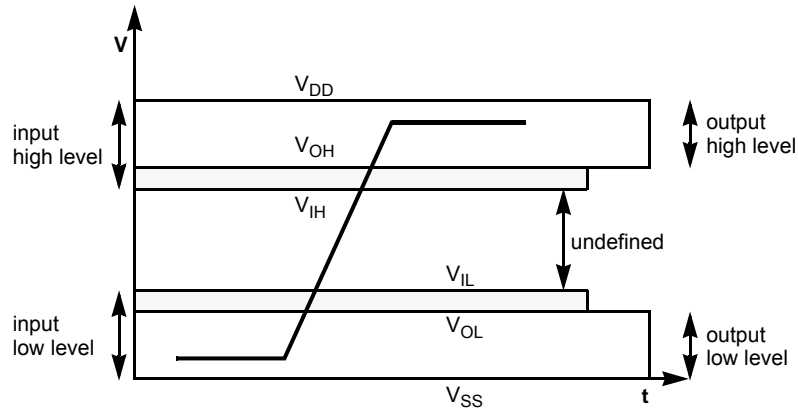 V
V_DD
input
high level
output
high level
V_OH
V_IH
undefined
V_IL
input
low level
V_OL
output
low level
V_SS
t